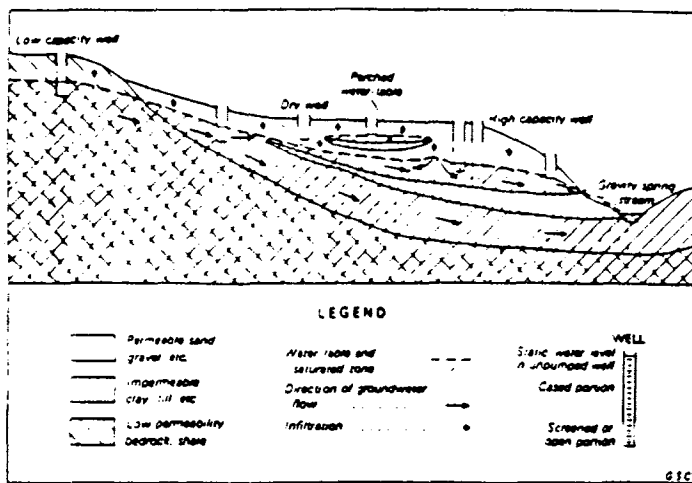 Low capacity well
Perched
water-table
Dry well
High capacity well
Gravity spring
stream
LEGEND
Permeable sand
gravel etc.
Impermeable
clay, till etc
Low permeability
bedrock, shale
Water table and
saturated zone
Direction of groundwater
flow
Infiltration
WELL
Static water level
in unpumped well
Cased portion
Screened or
open portion
GSC